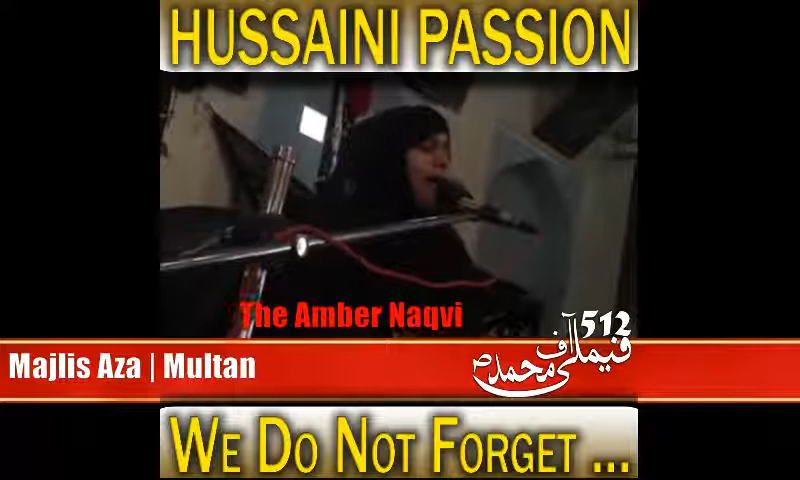 HUSSAINI PASSION
The Amber Naqvi
512
فیملی آف محمدؐ
Majlis Aza | Multan
WE DO NOT FORGET ...